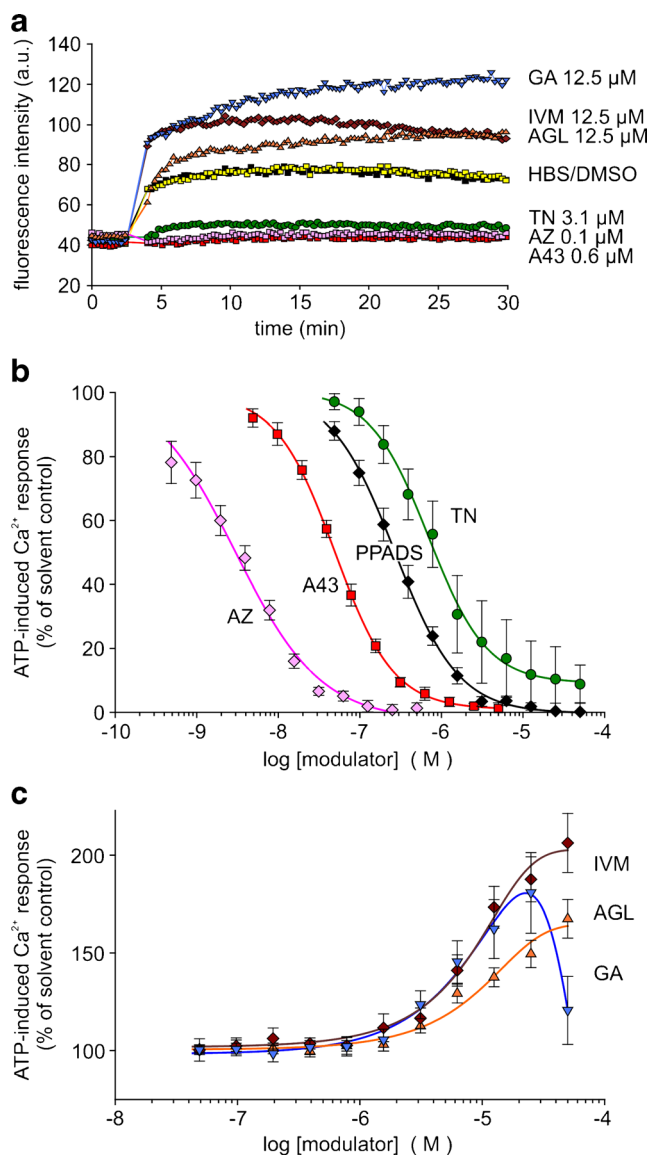 a
fluorescence intensity (a.u.)
140
120
100
80
60
40
20
0
5
10
15
20
25
30
time (min)
GA 12.5 µM
IVM 12.5 µM
AGL 12.5 µM
HBS/DMSO
TN 3.1 µM
AZ 0.1 µM
A43 0.6 µM
b
ATP-induced Ca²⁺ response
(% of solvent control)
100
80
60
40
20
0
AZ
A43
PPADS
TN
-10
-9
-8
-7
-6
-5
-4
log [modulator] ( M )
c
ATP-induced Ca²⁺ response
(% of solvent control)
200
150
100
IVM
AGL
GA
-8
-7
-6
-5
log [modulator] ( M )